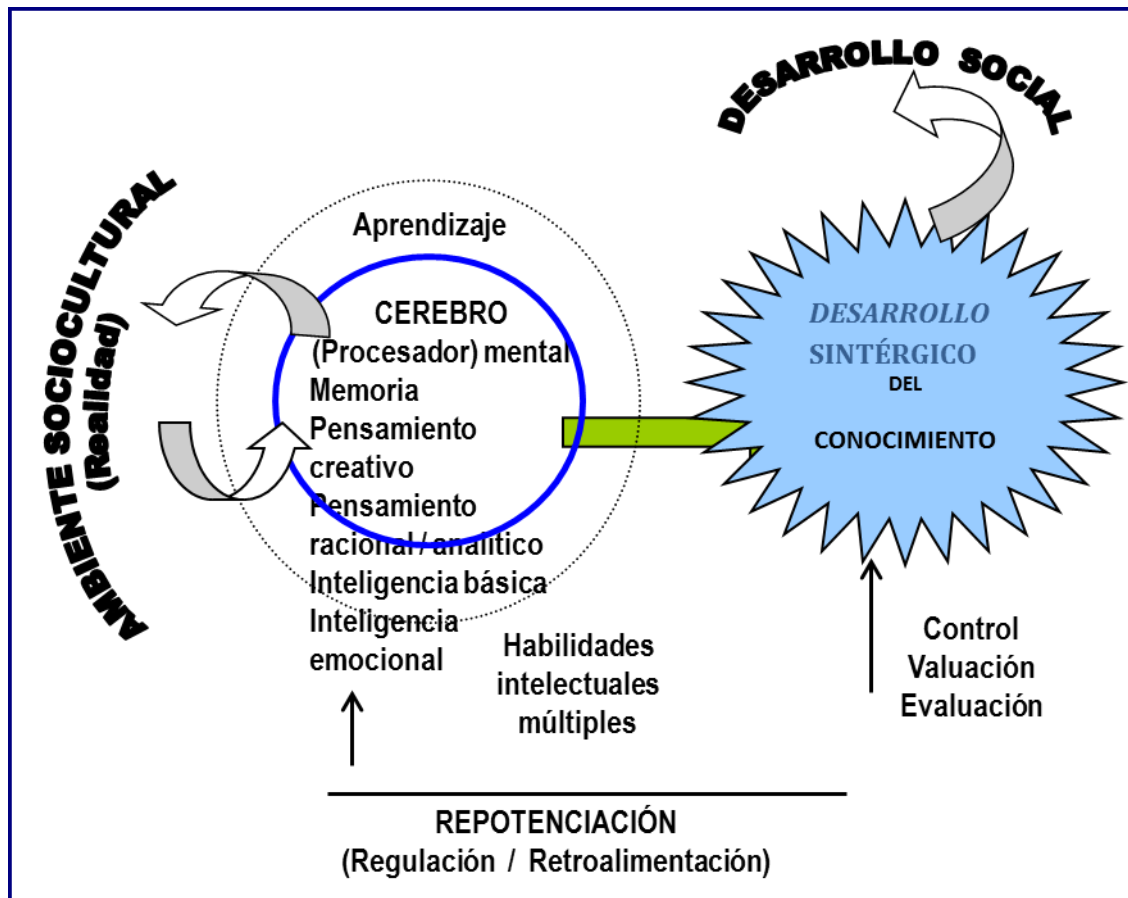 DESARROLLO SOCIAL
AMBIENTE SOCIOCULTURAL
(Realidad)
Aprendizaje
CEREBRO
(Procesador) mental
Memoria
Pensamiento
creativo
Pensamiento
racional / analítico
Inteligencia básica
Inteligencia
emocional
Habilidades
intelectuales
múltiples
DESARROLLO
SINTÉRGICO
DEL
CONOCIMIENTO
Control
Valuación
Evaluación
REPOTENCIACIÓN
(Regulación / Retroalimentación)